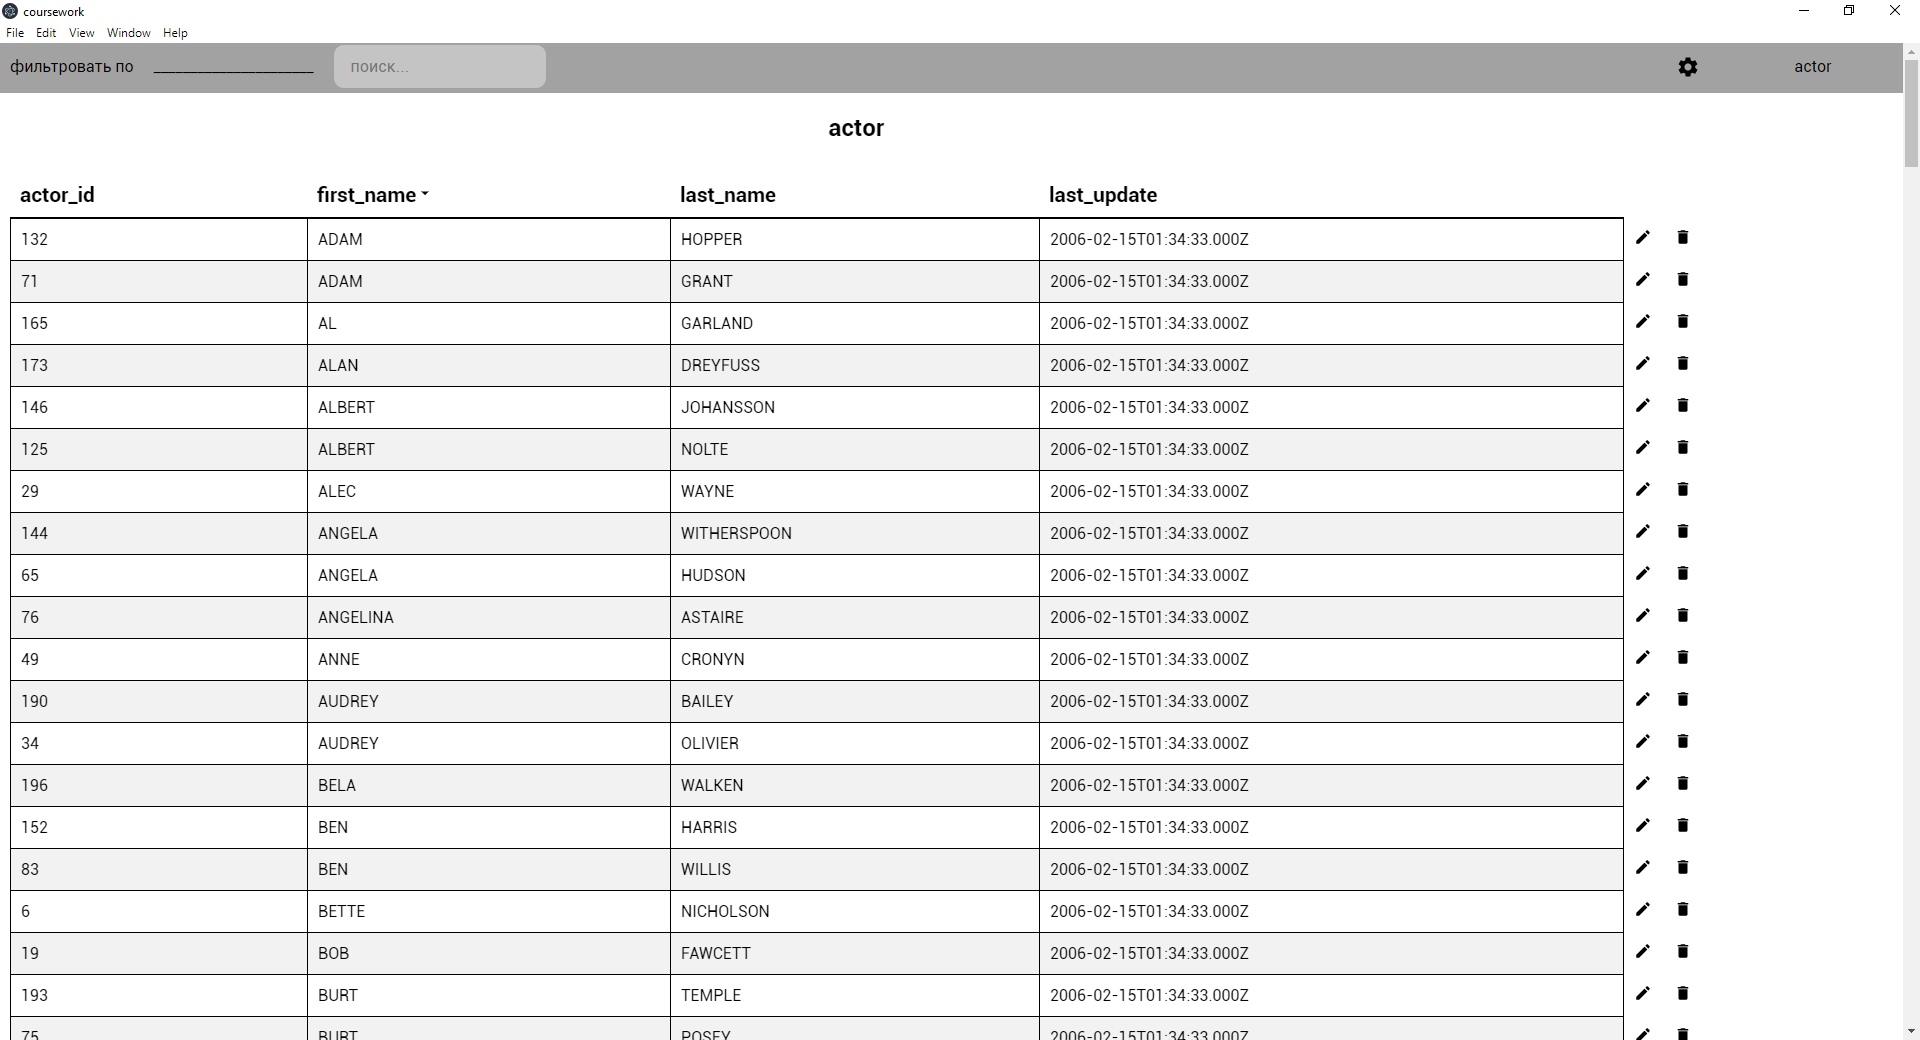 coursework
File Edit View Window Help
фильтровать по ____________________ поиск... actor
actor
actor_id first_name last_name last_update
132 ADAM HOPPER 2006-02-15T01:34:33.000Z
71 ADAM GRANT 2006-02-15T01:34:33.000Z
165 AL GARLAND 2006-02-15T01:34:33.000Z
173 ALAN DREYFUSS 2006-02-15T01:34:33.000Z
146 ALBERT JOHANSSON 2006-02-15T01:34:33.000Z
125 ALBERT NOLTE 2006-02-15T01:34:33.000Z
29 ALEC WAYNE 2006-02-15T01:34:33.000Z
144 ANGELA WITHERSPOON 2006-02-15T01:34:33.000Z
65 ANGELA HUDSON 2006-02-15T01:34:33.000Z
76 ANGELINA ASTAIRE 2006-02-15T01:34:33.000Z
49 ANNE CRONYN 2006-02-15T01:34:33.000Z
190 AUDREY BAILEY 2006-02-15T01:34:33.000Z
34 AUDREY OLIVIER 2006-02-15T01:34:33.000Z
196 BELA WALKEN 2006-02-15T01:34:33.000Z
152 BEN HARRIS 2006-02-15T01:34:33.000Z
83 BEN WILLIS 2006-02-15T01:34:33.000Z
6 BETTE NICHOLSON 2006-02-15T01:34:33.000Z
19 BOB FAWCETT 2006-02-15T01:34:33.000Z
193 BURT TEMPLE 2006-02-15T01:34:33.000Z
75 BURT POSEY 2006-02-15T01:34:33.000Z